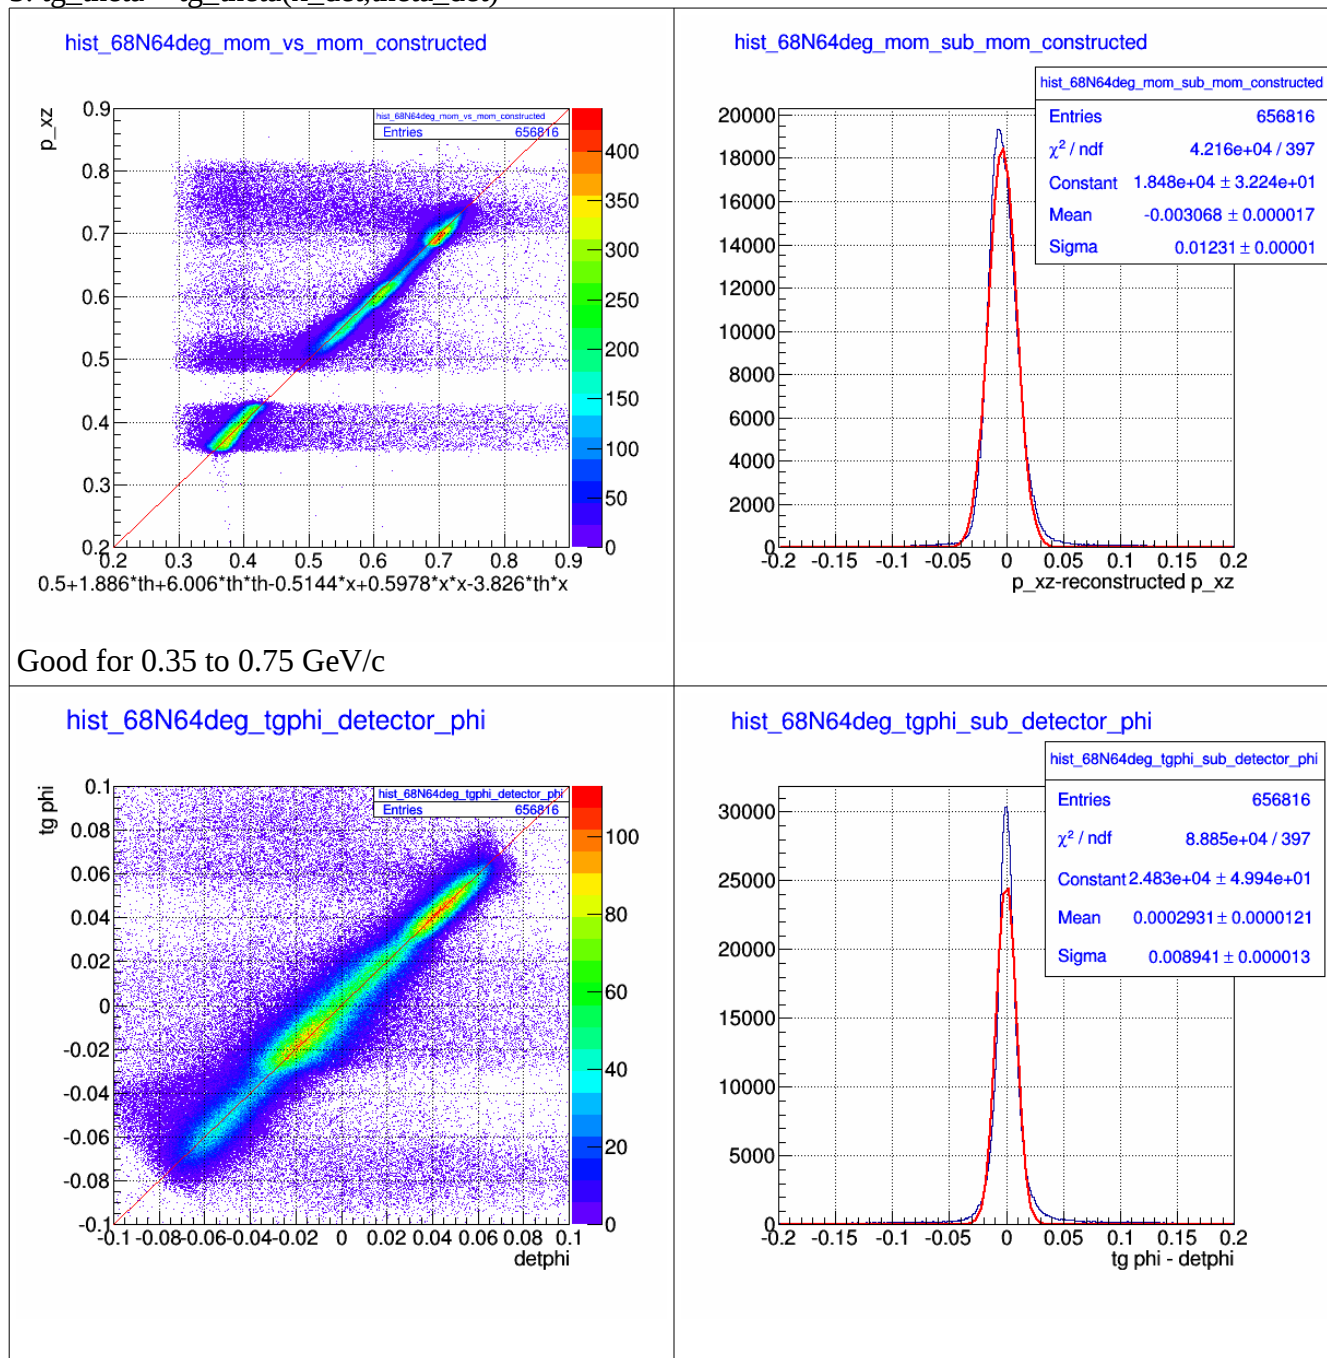 hist_68N64deg_mom_vs_mom_constructed
hist_68N64deg_mom_vs_mom_constructed
Entries 656816
p_xz
0.9
0.8
0.7
0.6
0.5
0.4
0.3
0.2
0.2 0.3 0.4 0.5 0.6 0.7 0.8 0.9
400
350
300
250
200
150
100
50
0
0.5+1.886*th+6.006*th*th-0.5144*x+0.5978*x*x-3.826*th*x
Good for 0.35 to 0.75 GeV/c
hist_68N64deg_mom_sub_mom_constructed
hist_68N64deg_mom_sub_mom_constructed
Entries 656816
χ² / ndf 4.216e+04 / 397
Constant 1.848e+04 ± 3.224e+01
Mean -0.003068 ± 0.000017
Sigma 0.01231 ± 0.00001
20000
18000
16000
14000
12000
10000
8000
6000
4000
2000
0
-0.2 -0.15 -0.1 -0.05 0 0.05 0.1 0.15 0.2
p_xz-reconstructed p_xz
hist_68N64deg_tgphi_detector_phi
hist_68N64deg_tgphi_detector_phi
Entries 656816
tg phi
0.1
0.08
0.06
0.04
0.02
0
-0.02
-0.04
-0.06
-0.08
-0.1
-0.1 -0.08 -0.06 -0.04 -0.02 0 0.02 0.04 0.06 0.08 0.1
100
80
60
40
20
0
detphi
hist_68N64deg_tgphi_sub_detector_phi
hist_68N64deg_tgphi_sub_detector_phi
Entries 656816
χ² / ndf 8.885e+04 / 397
Constant 2.483e+04 ± 4.994e+01
Mean 0.0002931 ± 0.0000121
Sigma 0.008941 ± 0.000013
30000
25000
20000
15000
10000
5000
0
-0.2 -0.15 -0.1 -0.05 0 0.05 0.1 0.15 0.2
tg phi - detphi